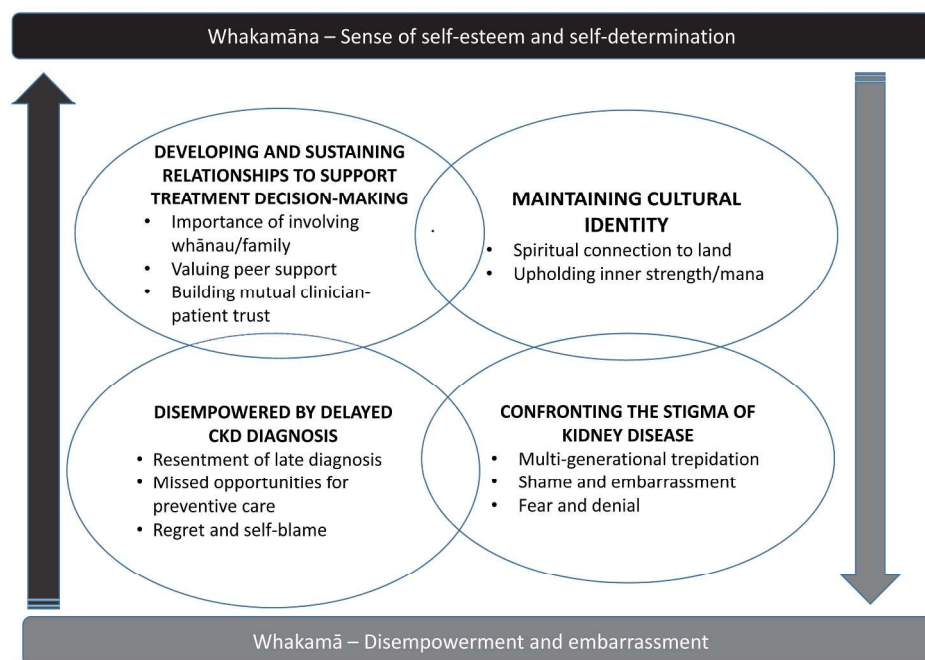 Whakamāna – Sense of self-esteem and self-determination
DEVELOPING AND SUSTAINING
RELATIONSHIPS TO SUPPORT
TREATMENT DECISION-MAKING
• Importance of involving
whānau/family
• Valuing peer support
• Building mutual clinician-
patient trust
MAINTAINING CULTURAL
IDENTITY
• Spiritual connection to land
• Upholding inner strength/mana
DISEMPOWERED BY DELAYED
CKD DIAGNOSIS
• Resentment of late diagnosis
• Missed opportunities for
preventive care
• Regret and self-blame
CONFRONTING THE STIGMA OF
KIDNEY DISEASE
• Multi-generational trepidation
• Shame and embarrassment
• Fear and denial
Whakamā – Disempowerment and embarrassment